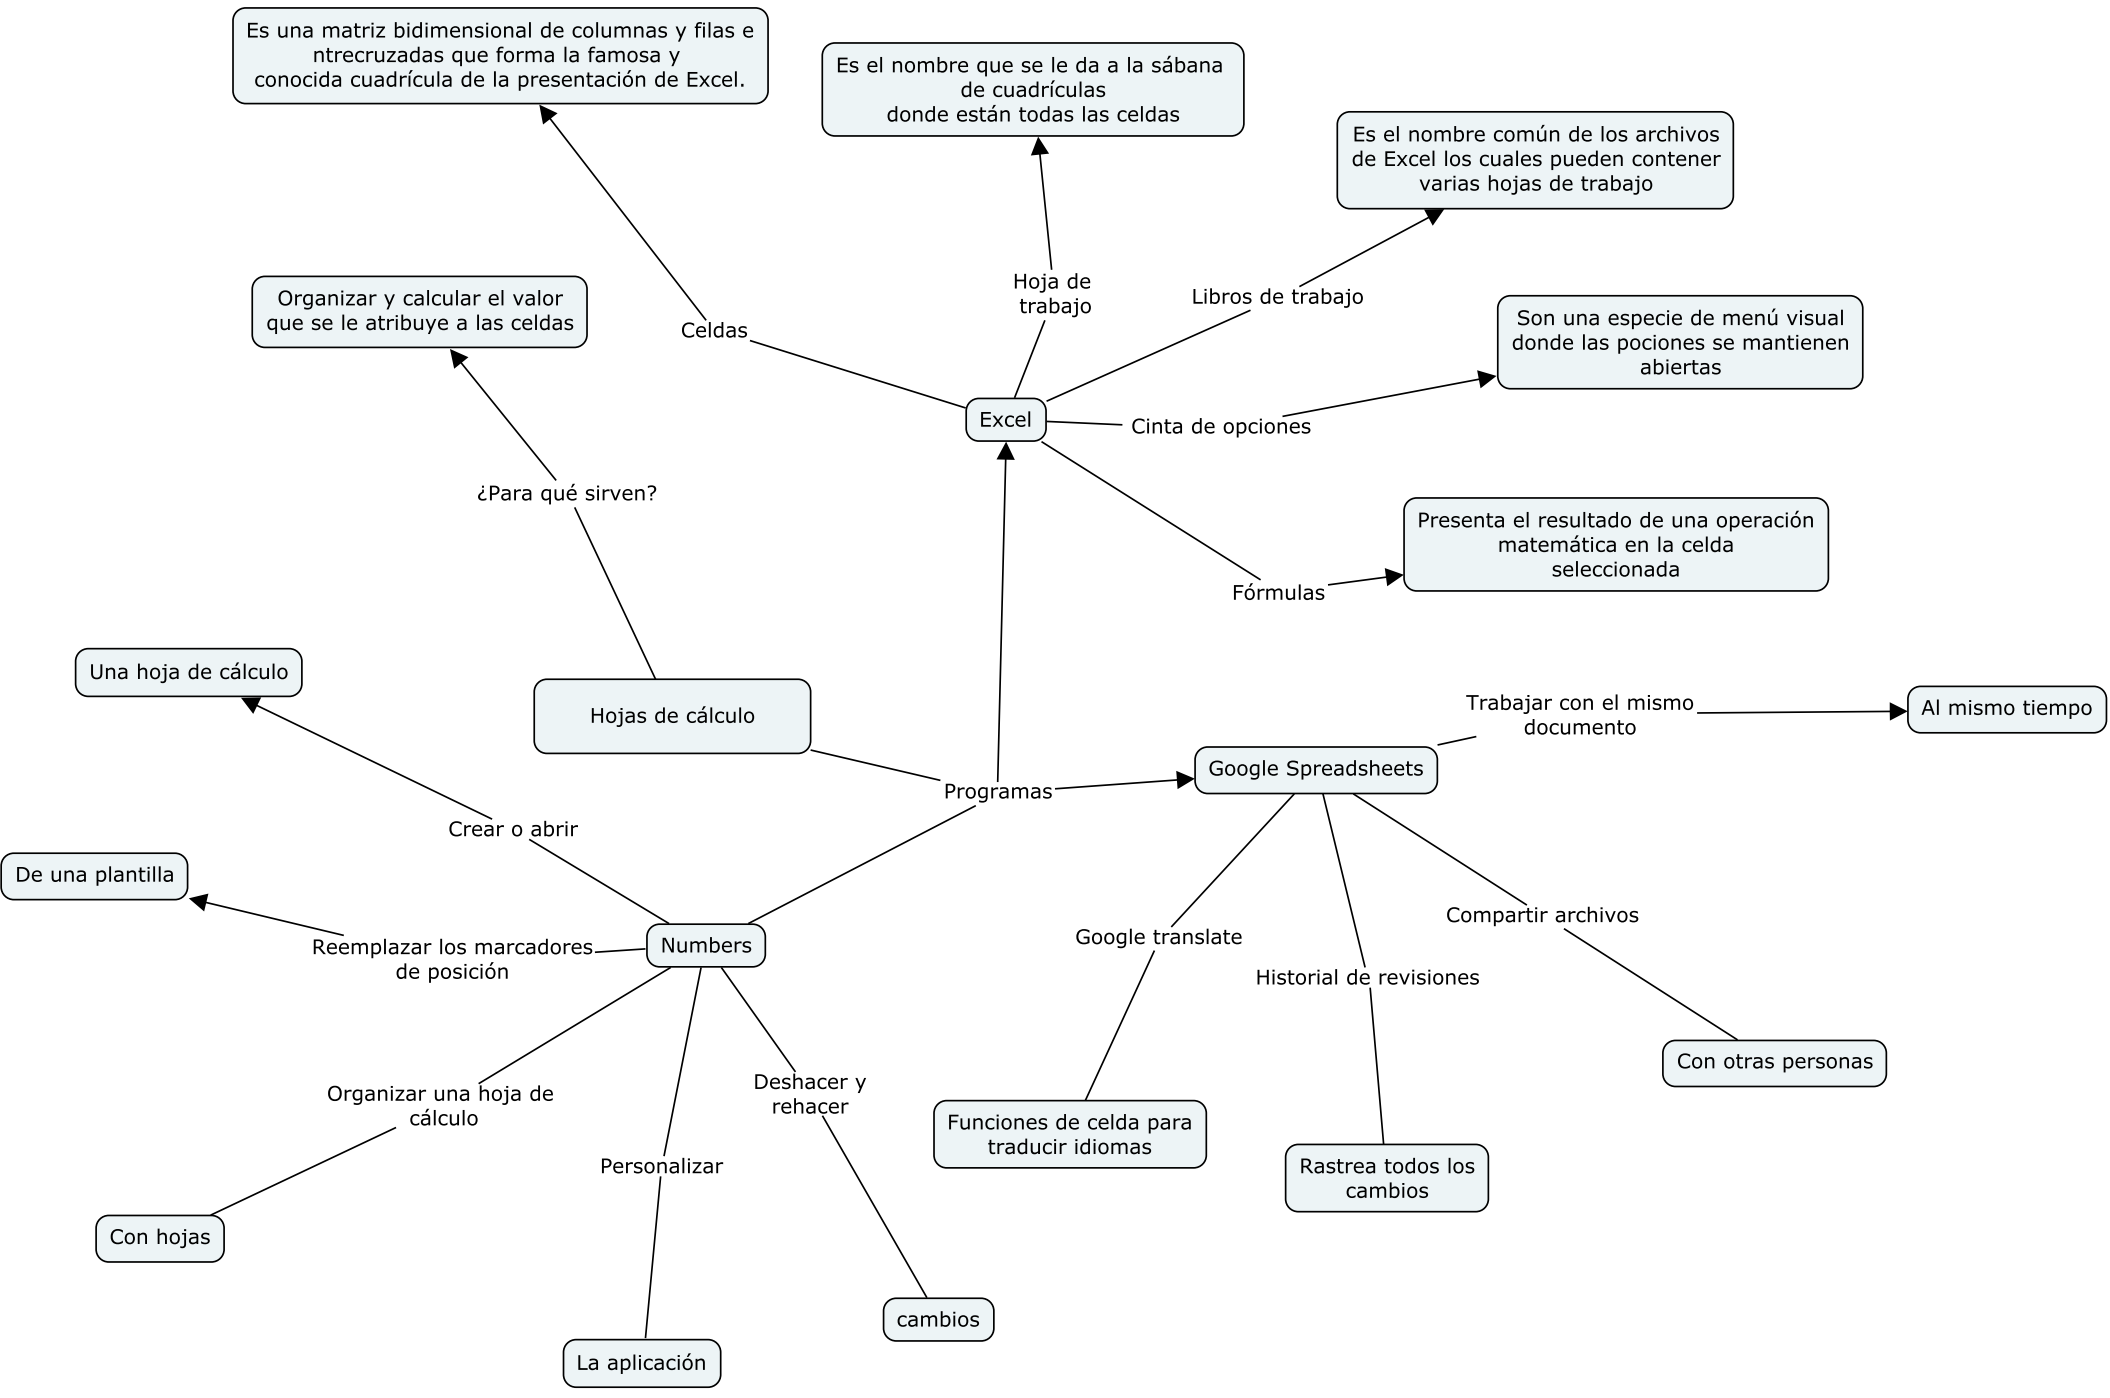 Es una matriz bidimensional de columnas y filas e
ntrecruzadas que forma la famosa y
conocida cuadrícula de la presentación de Excel.
Es el nombre que se le da a la sábana
de cuadrículas
donde están todas las celdas
Es el nombre común de los archivos
de Excel los cuales pueden contener
varias hojas de trabajo
Organizar y calcular el valor
que se le atribuye a las celdas
Hoja de
trabajo
Libros de trabajo
Celdas
Son una especie de menú visual
donde las pociones se mantienen
abiertas
Excel
Cinta de opciones
¿Para qué sirven?
Presenta el resultado de una operación
matemática en la celda
seleccionada
Fórmulas
Una hoja de cálculo
Hojas de cálculo
Trabajar con el mismo
documento
Al mismo tiempo
Programas
Google Spreadsheets
Crear o abrir
De una plantilla
Reemplazar los marcadores
de posición
Numbers
Google translate
Historial de revisiones
Compartir archivos
Con otras personas
Organizar una hoja de
cálculo
Deshacer y
rehacer
Funciones de celda para
traducir idiomas
Personalizar
Rastrea todos los
cambios
Con hojas
cambios
La aplicación